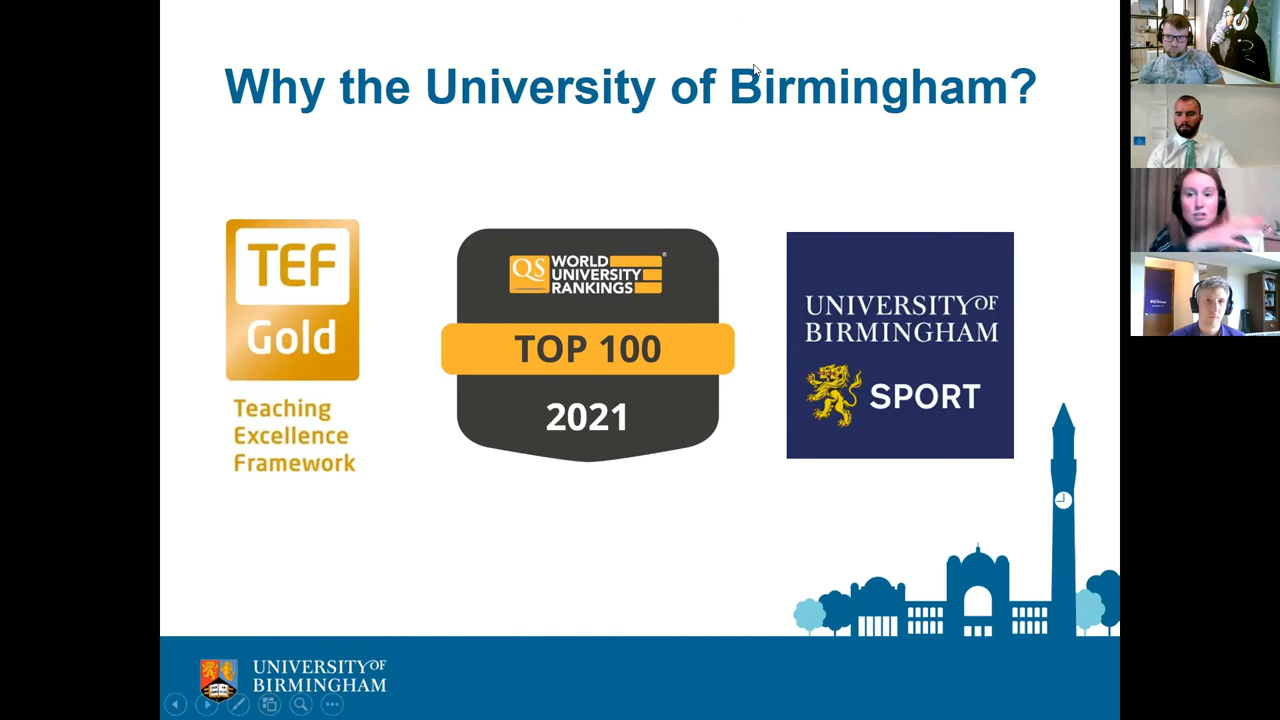 Why the University of Birmingham?
TEF
Gold
Teaching
Excellence
Framework
QS WORLD
UNIVERSITY
RANKINGS
®
TOP 100
2021
UNIVERSITY OF
BIRMINGHAM
SPORT
UNIVERSITY OF
BIRMINGHAM